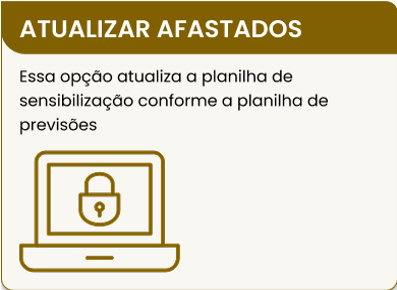 ATUALIZAR AFASTADOS
Essa opção atualiza a planilha de
sensibilização conforme a planilha de
previsões